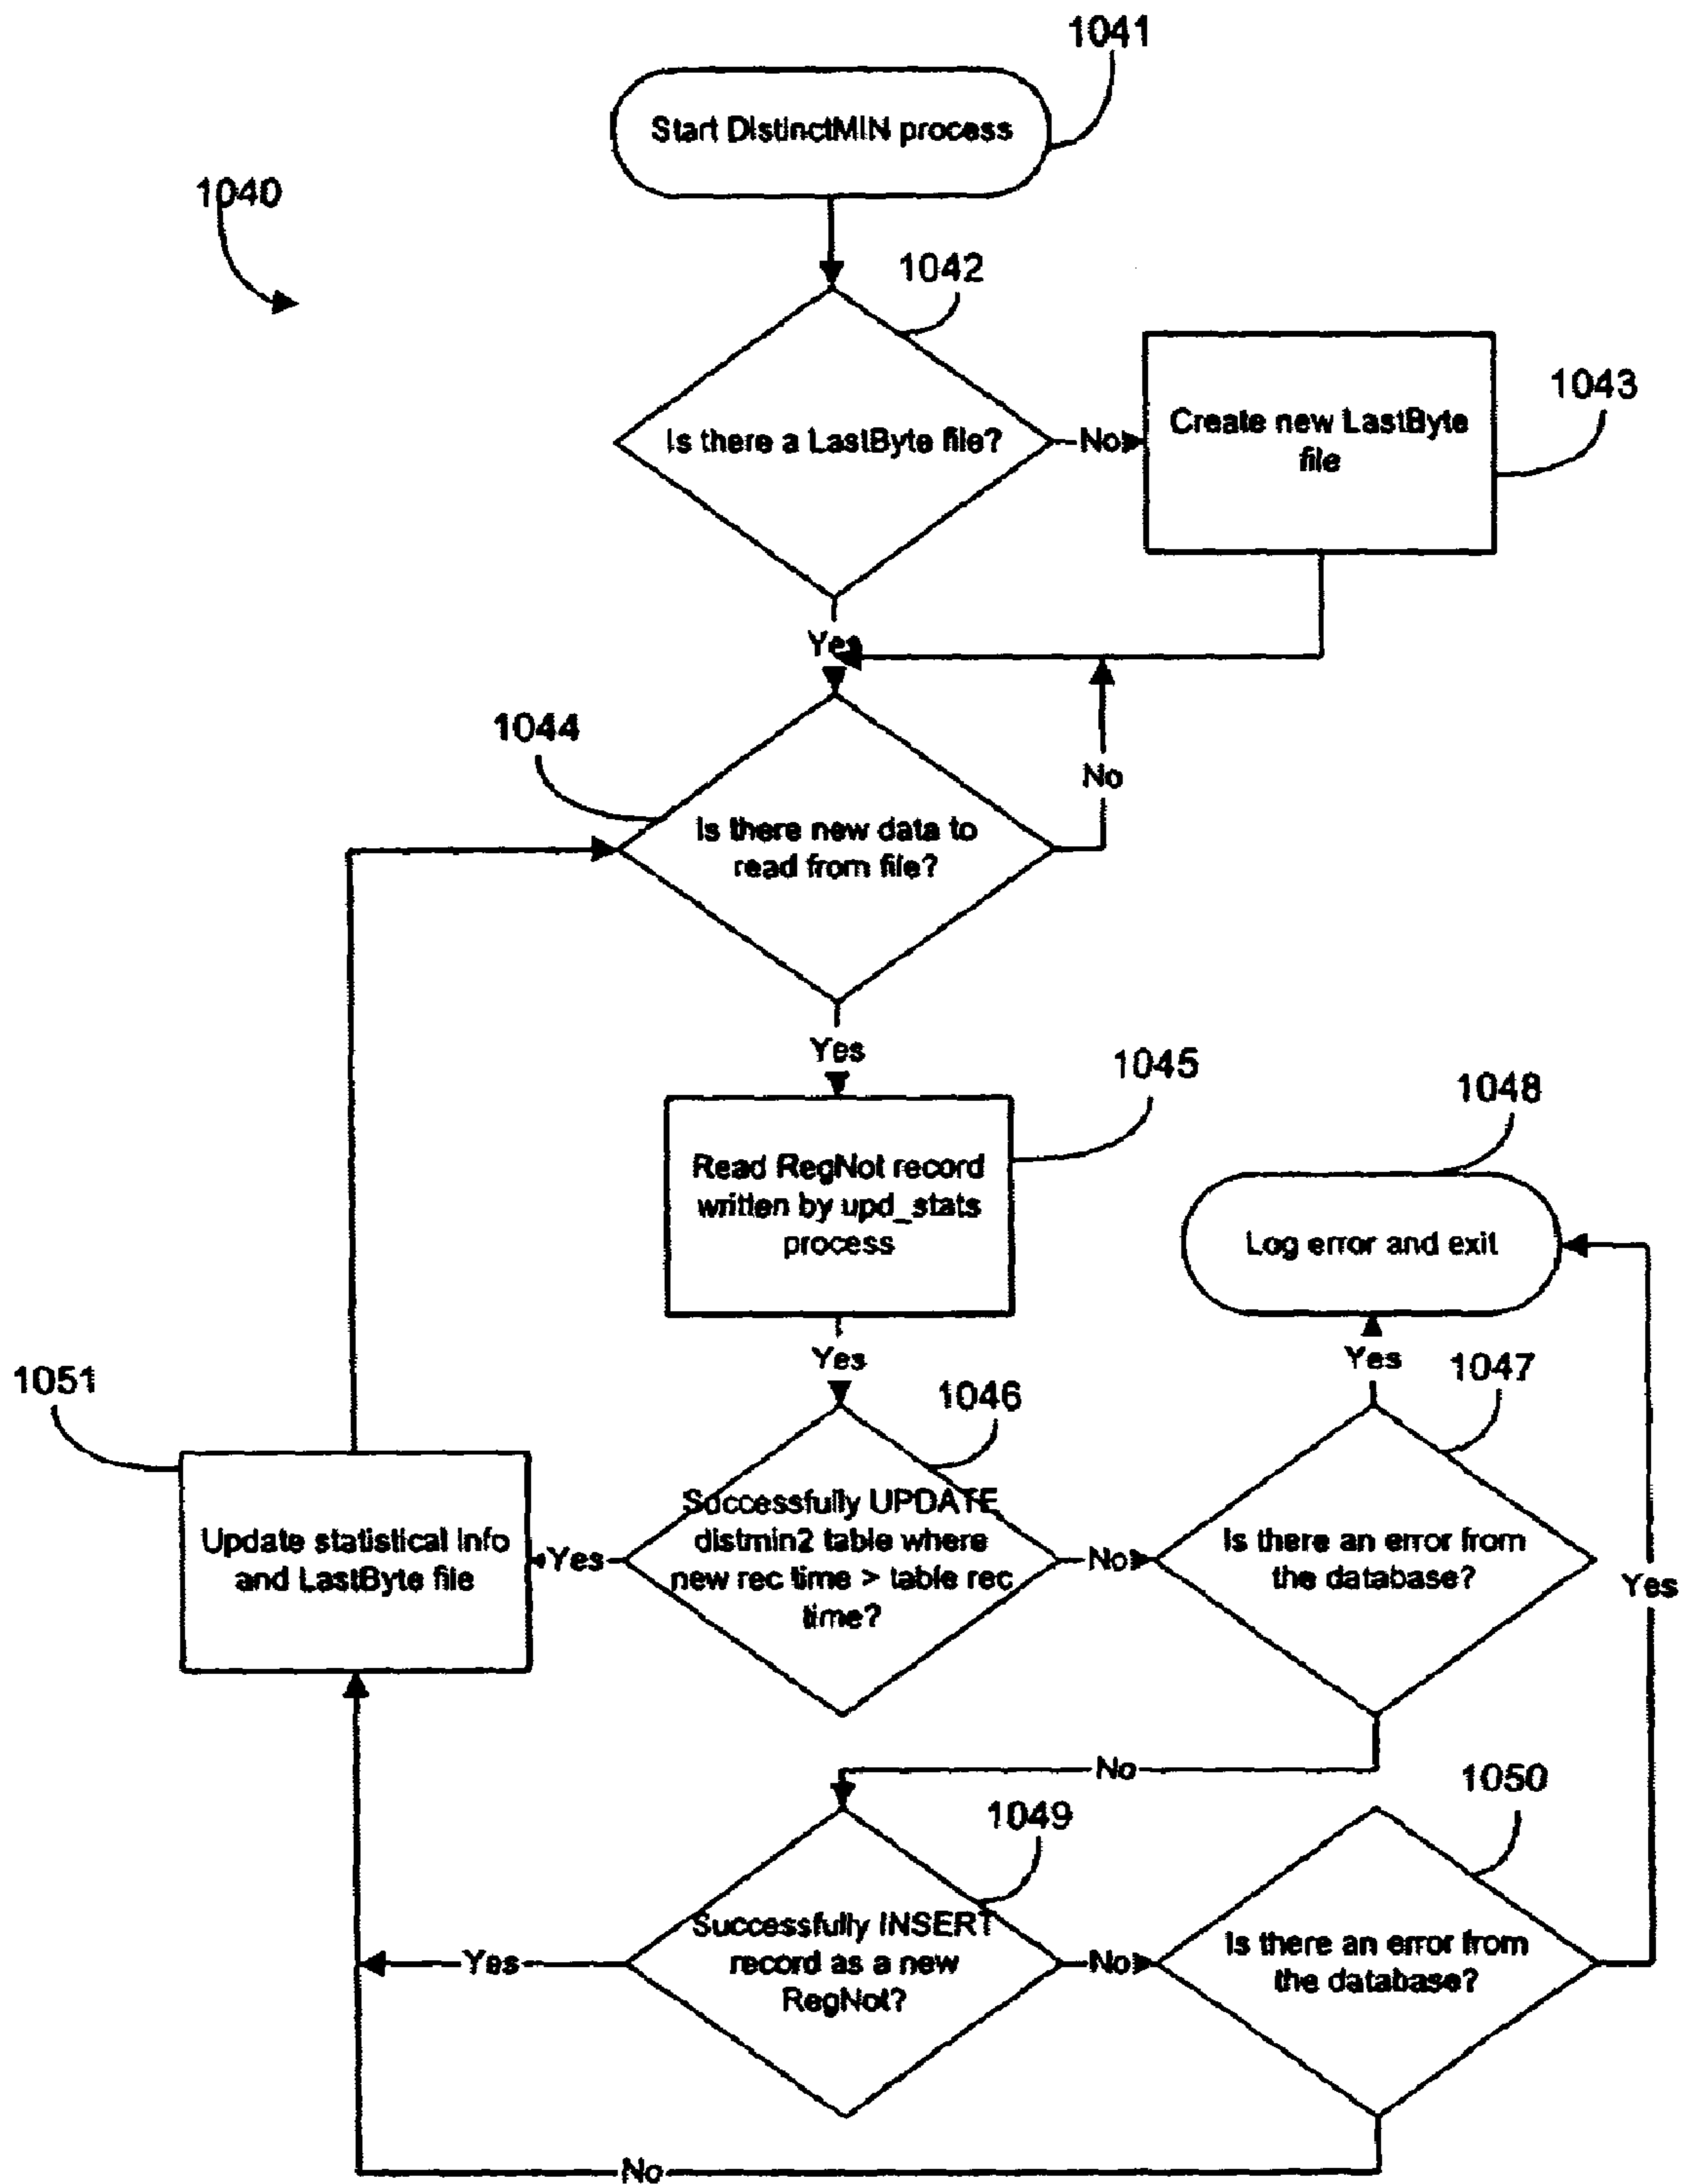 1041
Start DistinctMIN process
1040
1042
Is there a LastByte file?
No
Create new LastByte
file
1043
Yes
1044
No
Is there new data to
read from file?
Yes
1045
Read RegNot record
written by upd_stats
process
1048
Log error and exit
Yes
Yes
1047
1051
1046
Update statistical info
and LastByte file
Yes
Successfully UPDATE
distmin2 table where
new rec time > table rec
time?
No
Is there an error from
the database?
Yes
No
1050
1049
Yes
Successfully INSERT
record as a new
RegNot?
No
Is there an error from
the database?
No